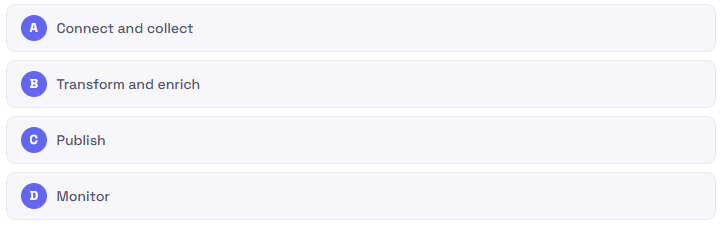 A Connect and collect
B Transform and enrich
C Publish
D Monitor